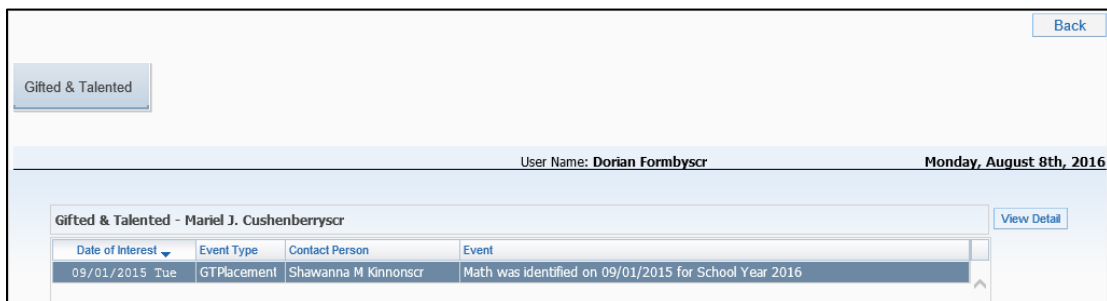 Back
Gifted & Talented
User Name: Dorian Formbyscr Monday, August 8th, 2016
Gifted & Talented - Mariel J. Cushenberryscr View Detail
Date of Interest Event Type Contact Person Event
09/01/2015 Tue GTPlacement Shawanna M Kinnonscr Math was identified on 09/01/2015 for School Year 2016